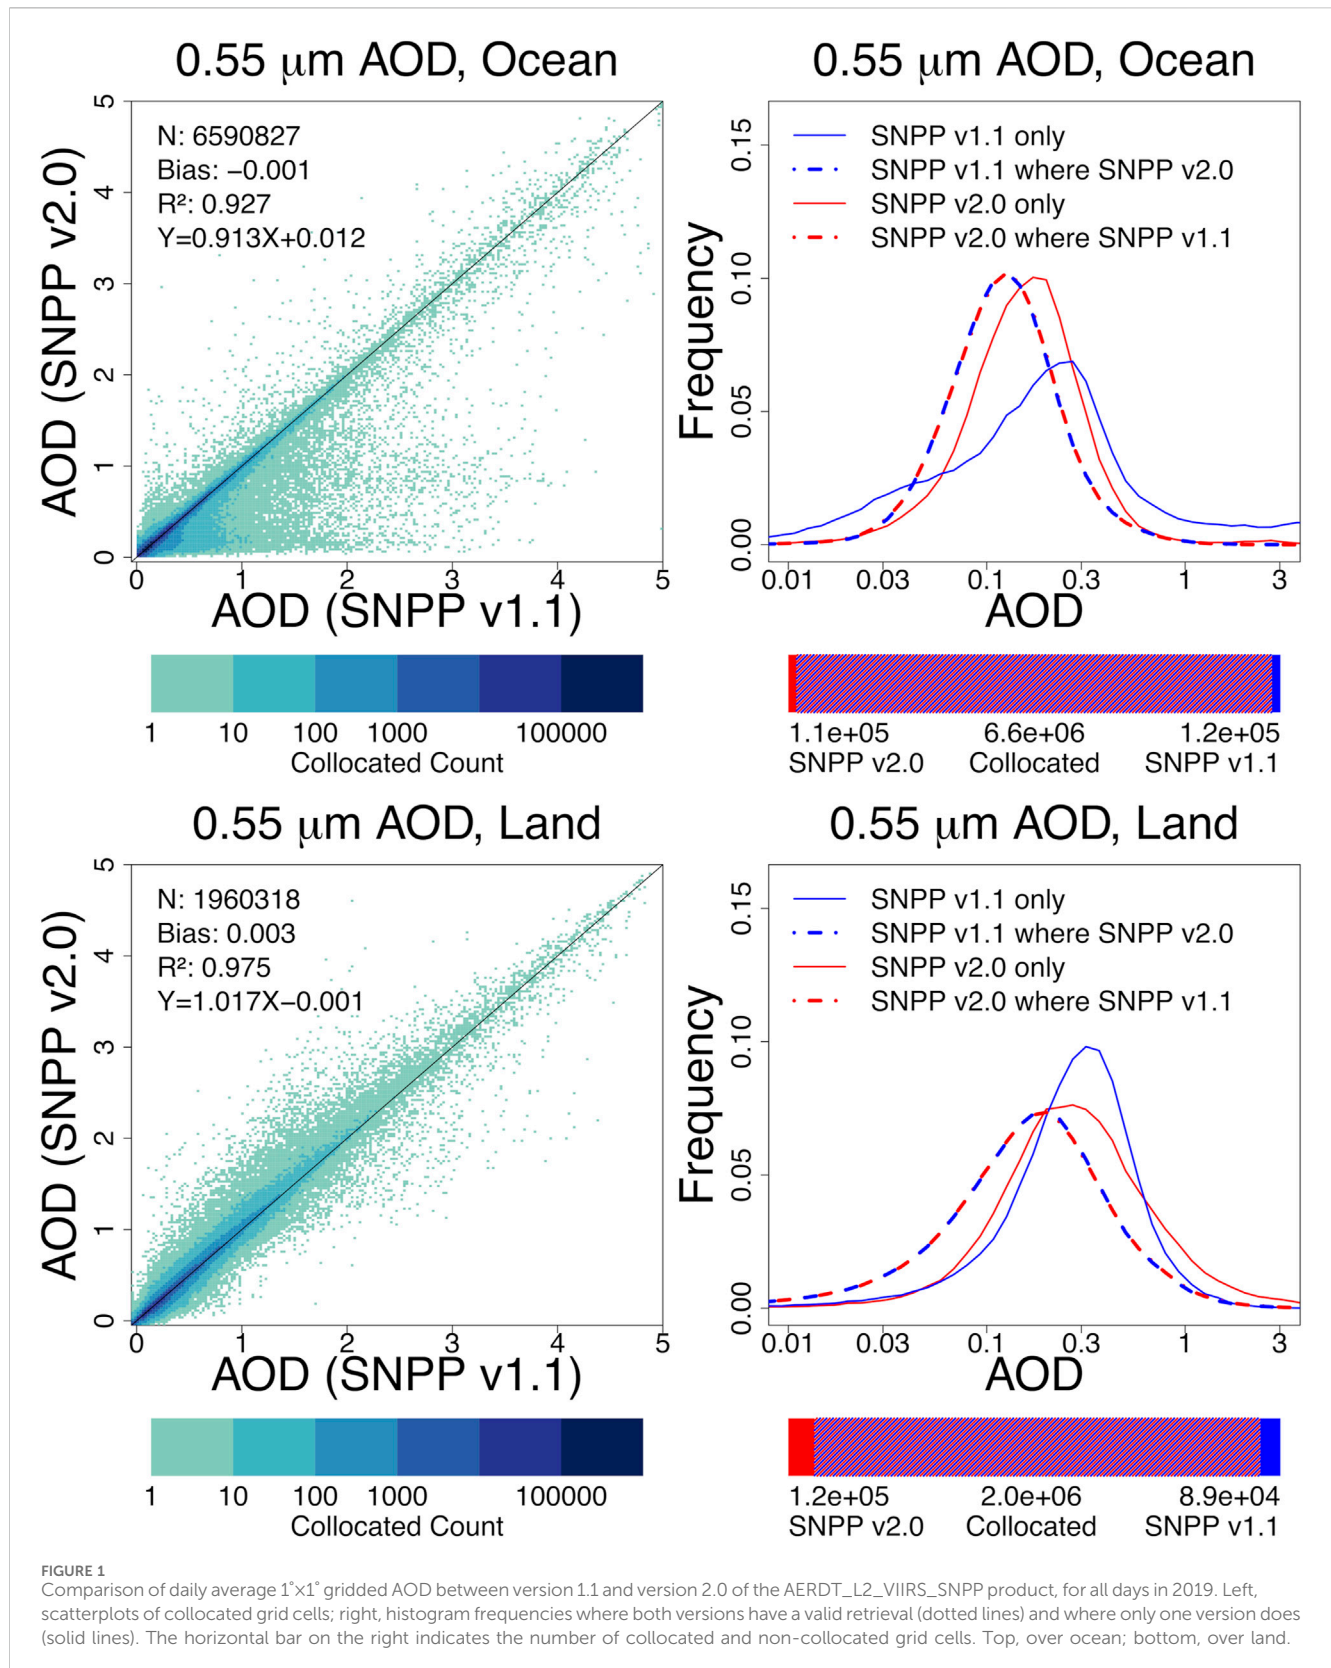 0.55 μm AOD, Ocean
AOD (SNPP v2.0)
5
4
3
2
1
0
N: 6590827
Bias: −0.001
R²: 0.927
Y=0.913X+0.012
0 1 2 3 4 5
AOD (SNPP v1.1)
1 10 100 1000 100000
Collocated Count
0.55 μm AOD, Ocean
Frequency
0.15
0.10
0.05
0.00
SNPP v1.1 only
SNPP v1.1 where SNPP v2.0
SNPP v2.0 only
SNPP v2.0 where SNPP v1.1
0.01 0.03 0.1 0.3 1 3
AOD
1.1e+05 6.6e+06 1.2e+05
SNPP v2.0 Collocated SNPP v1.1
0.55 μm AOD, Land
AOD (SNPP v2.0)
5
4
3
2
1
0
N: 1960318
Bias: 0.003
R²: 0.975
Y=1.017X−0.001
0 1 2 3 4 5
AOD (SNPP v1.1)
1 10 100 1000 100000
Collocated Count
0.55 μm AOD, Land
Frequency
0.15
0.10
0.05
0.00
SNPP v1.1 only
SNPP v1.1 where SNPP v2.0
SNPP v2.0 only
SNPP v2.0 where SNPP v1.1
0.01 0.03 0.1 0.3 1 3
AOD
1.2e+05 2.0e+06 8.9e+04
SNPP v2.0 Collocated SNPP v1.1
FIGURE 1
Comparison of daily average 1°×1° gridded AOD between version 1.1 and version 2.0 of the AERDT_L2_VIIRS_SNPP product, for all days in 2019. Left,
scatterplots of collocated grid cells; right, histogram frequencies where both versions have a valid retrieval (dotted lines) and where only one version does
(solid lines). The horizontal bar on the right indicates the number of collocated and non-collocated grid cells. Top, over ocean; bottom, over land.